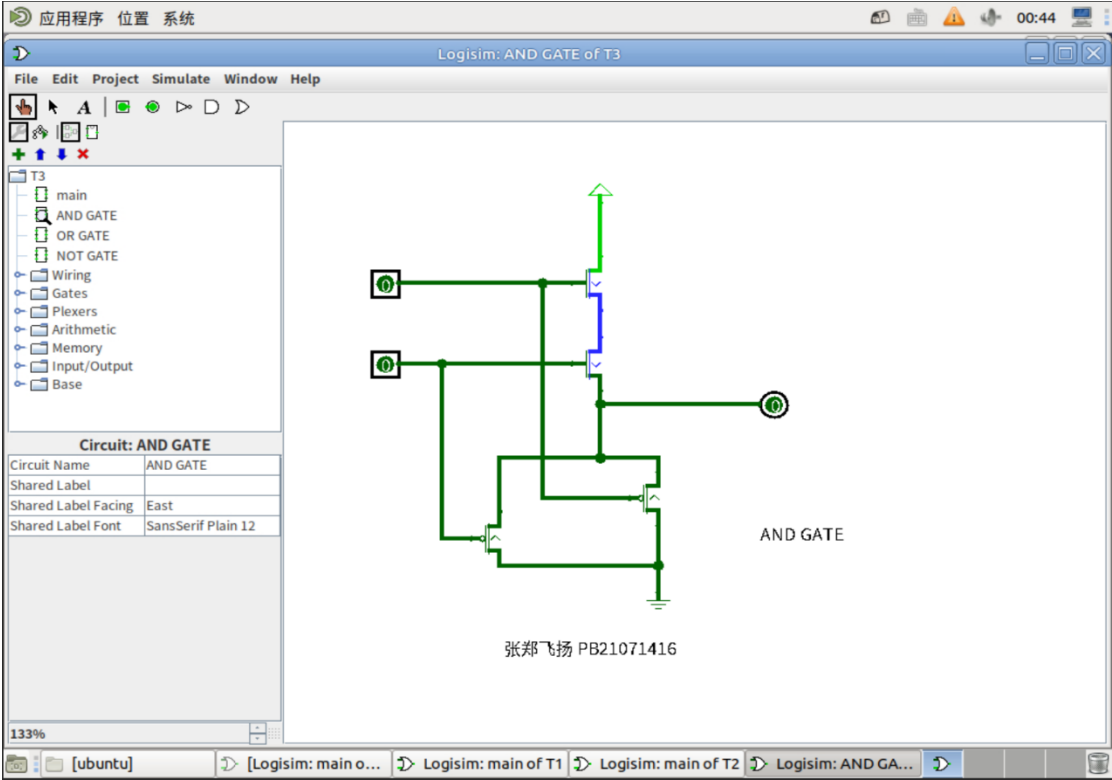 应用程序 位置 系统 00:44
Logisim: AND GATE of T3
File Edit Project Simulate Window Help
A
T3
main
AND GATE
OR GATE
NOT GATE
Wiring
Gates
Plexers
Arithmetic
Memory
Input/Output
Base
Circuit: AND GATE
Circuit Name AND GATE
Shared Label
Shared Label Facing East
Shared Label Font SansSerif Plain 12
133%
0
0
0
AND GATE
张郑飞扬 PB21071416
[ubuntu] [Logisim: main o... Logisim: main of T1 Logisim: main of T2 Logisim: AND GA...